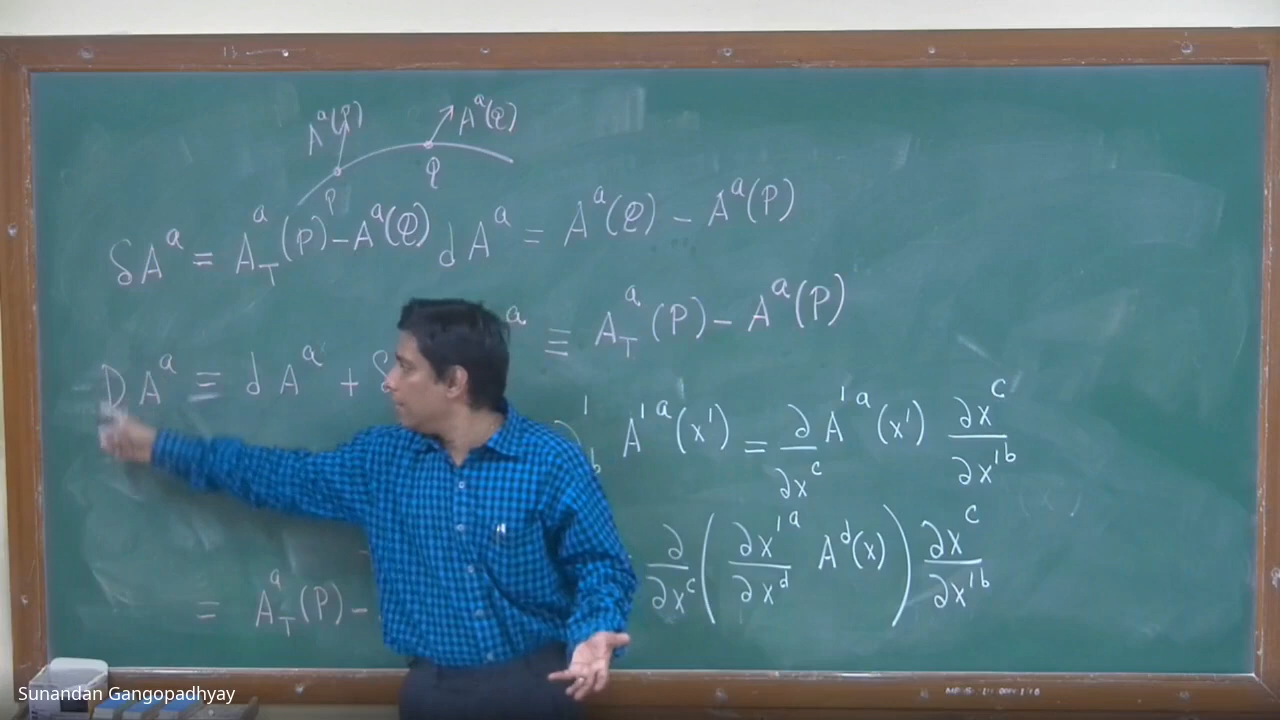 A^a(P) A^a(Q)
P Q
δA^a = A_T^a(P) - A^a(Q) dA^a = A^a(Q) - A^a(P)
DA^a ≡ dA^a + δ a ≡ A_T^a(P) - A^a(P)
A'^a(x') = ∂/∂x^c A'^a(x') ∂x^c/∂x'^b
∂/∂x^c (∂x'^a/∂x^d A^d(x)) ∂x^c/∂x'^b
= A_T^a(P) -
Sunandan Gangopadhyay